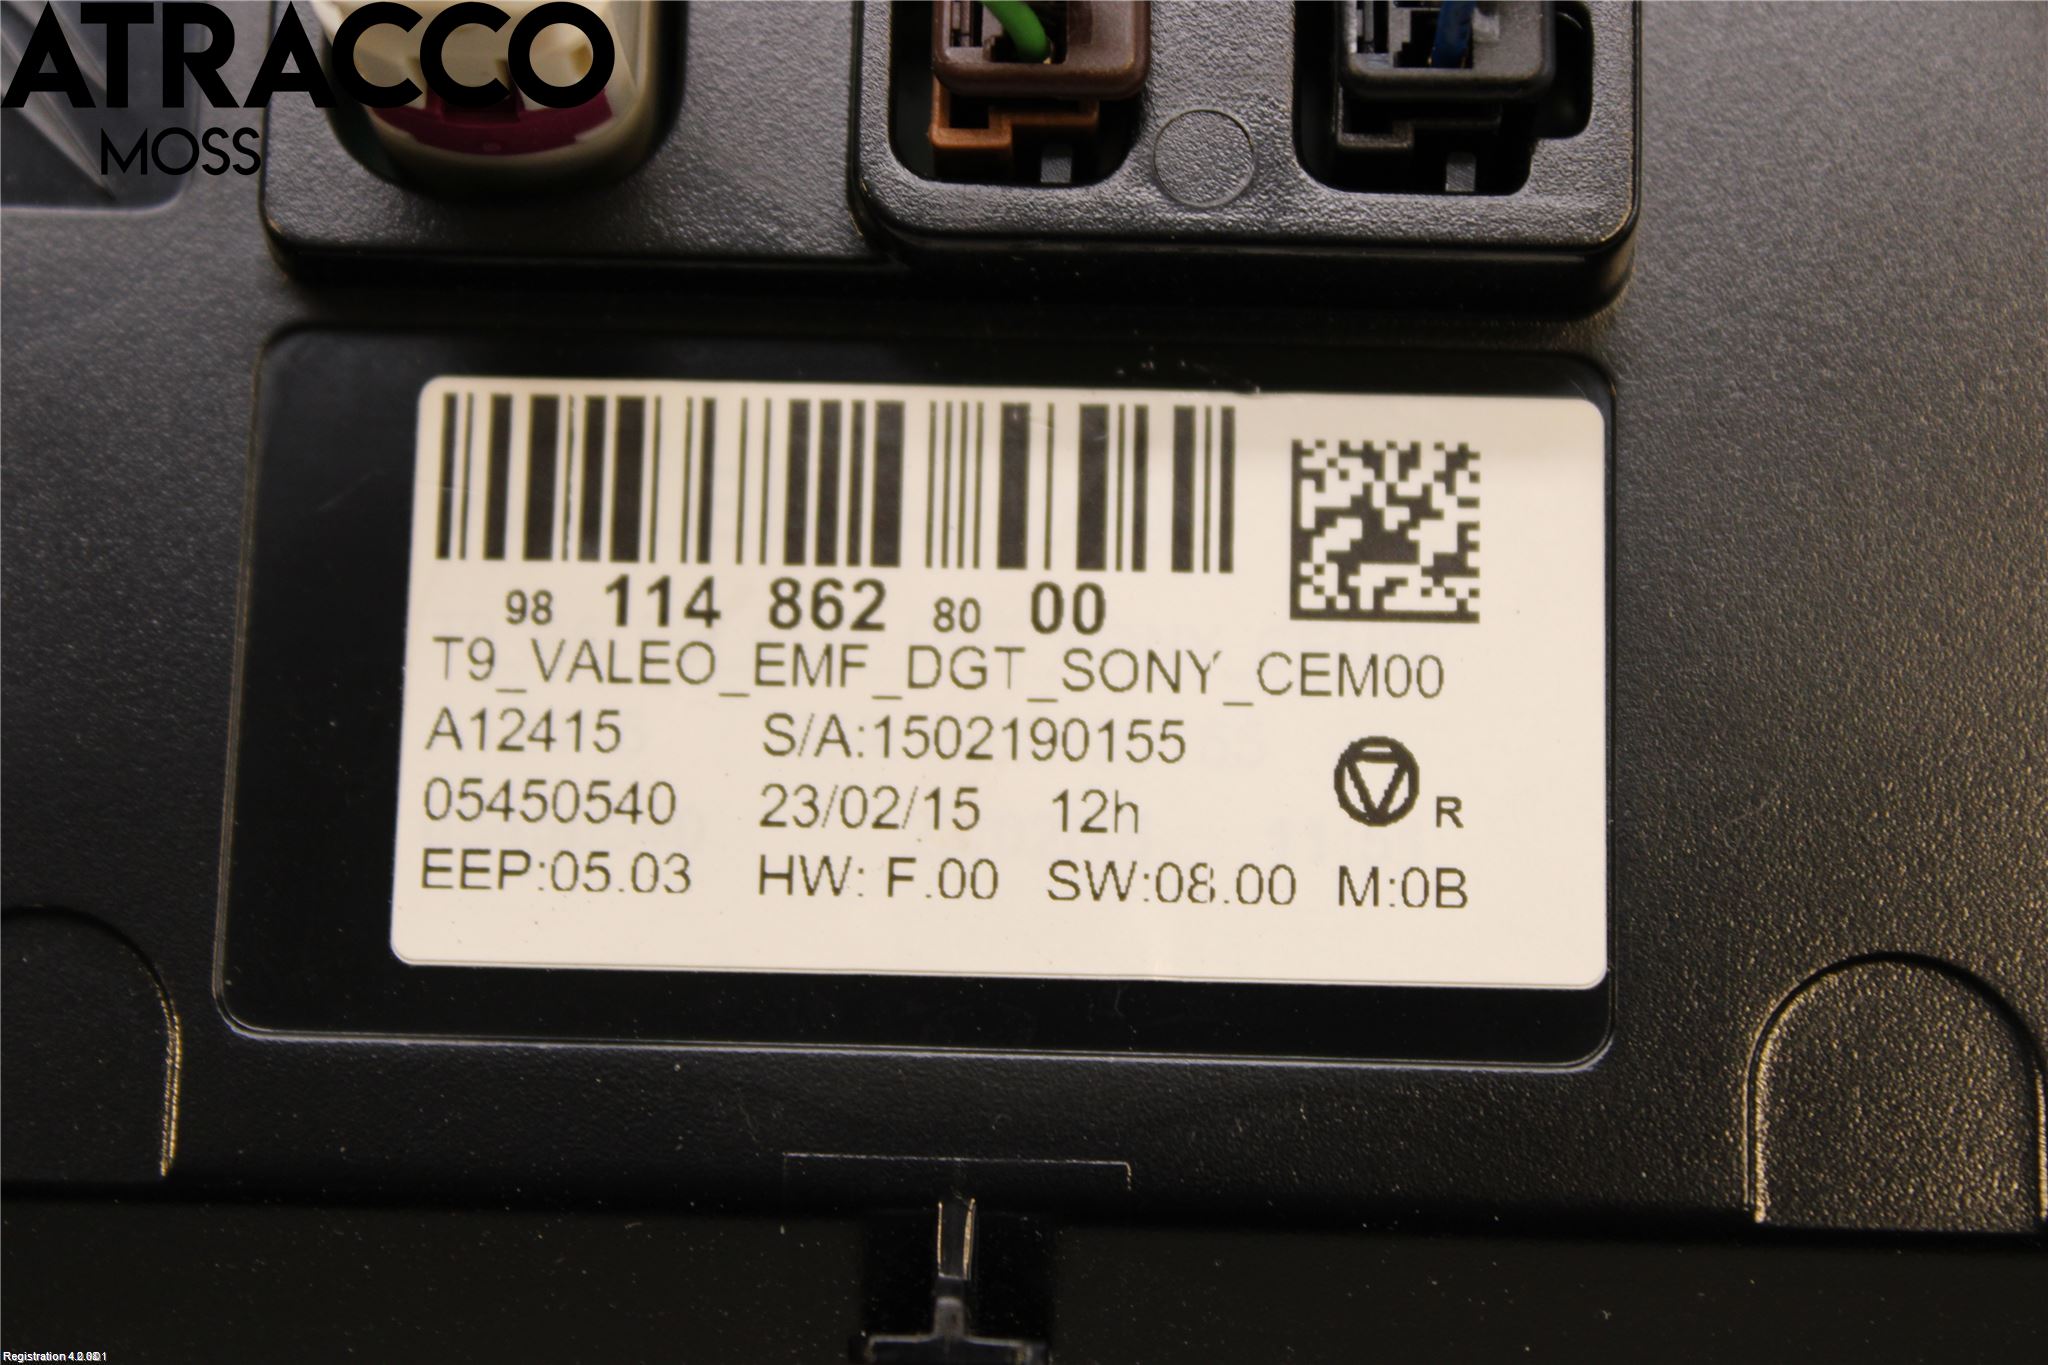 ATRACCO
MOSS
98 114 862 80 00
T9_VALEO_EMF_DGT_SONY_CEM00
A12415 S/A:1502190155
05450540 23/02/15 12h R
EEP:05.03 HW: F.00 SW:08.00 M:0B
Registration